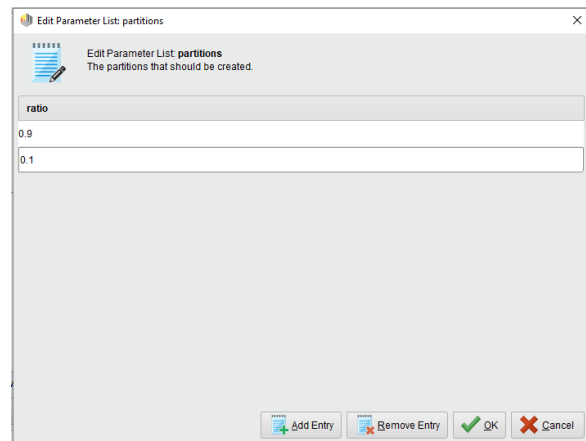 Edit Parameter List: partitions
Edit Parameter List: partitions
The partitions that should be created.
ratio
0.9
0.1
Add Entry Remove Entry OK Cancel